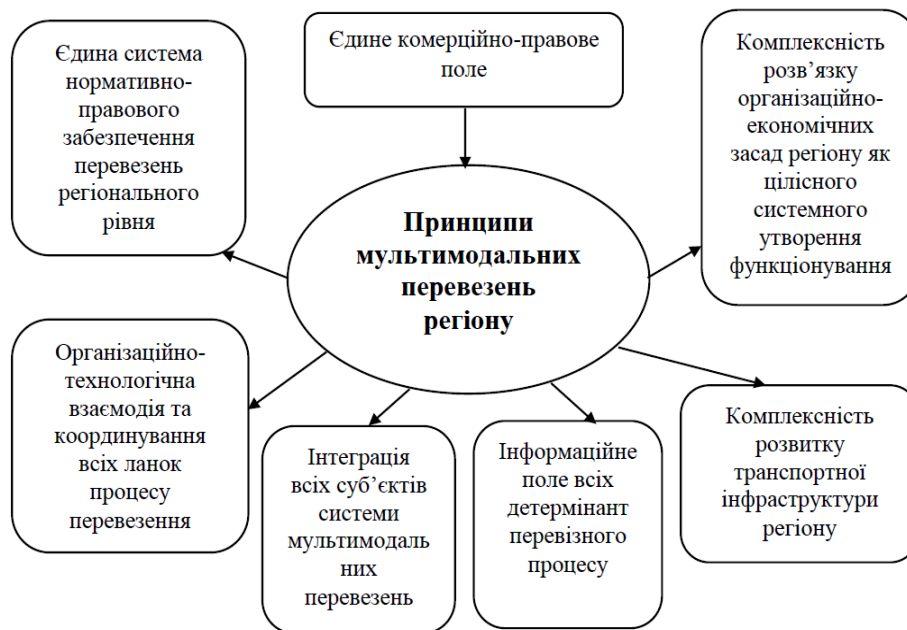 Єдина система
нормативно-
правового
забезпечення
перевезень
регіонального
рівня
Єдине комерційно-правове
поле
Комплексність
розв’язку
організаційно-
економічних
засад регіону як
цілісного
системного
утворення
функціонування
Принципи
мультимодальних
перевезень
регіону
Організаційно-
технологічна
взаємодія та
координування
всіх ланок
процесу
перевезення
Інтеграція
всіх суб’єктів
системи
мультимодаль
них
перевезень
Інформаційне
поле всіх
детермінант
перевізного
процесу
Комплексність
розвитку
транспортної
інфраструктури
регіону